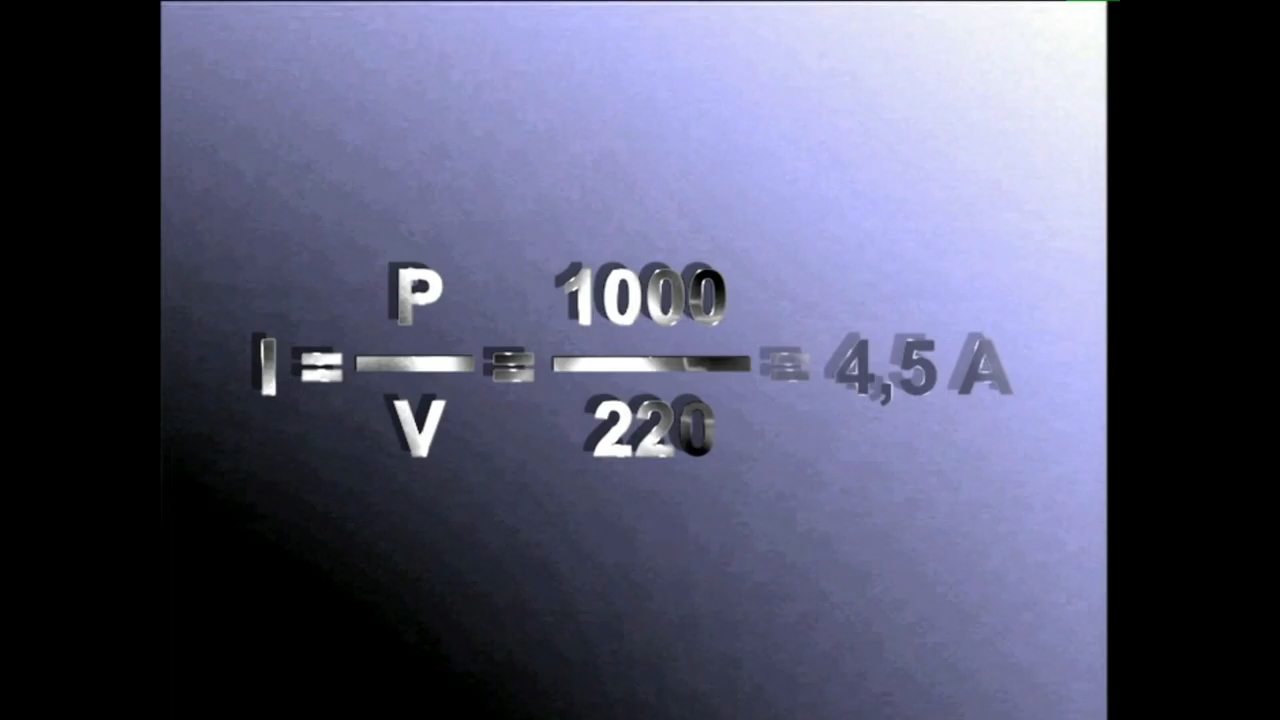 I = P/V = 1000/220 = 4,5 A